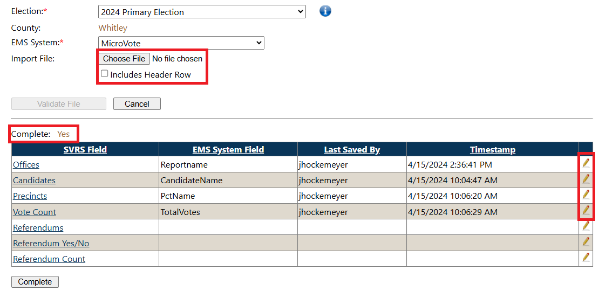 Election:* 2024 Primary Election
County: Whitley
EMS System:* MicroVote
Import File: Choose File No file chosen
Includes Header Row
Validate File Cancel
Complete: Yes
SVRS Field EMS System Field Last Saved By Timestamp
Offices Reportname jhockemeyer 4/15/2024 2:36:41 PM
Candidates CandidateName jhockemeyer 4/15/2024 10:04:47 AM
Precincts PctName jhockemeyer 4/15/2024 10:06:20 AM
Vote Count TotalVotes jhockemeyer 4/15/2024 10:06:29 AM
Referendums
Referendum Yes/No
Referendum Count
Complete